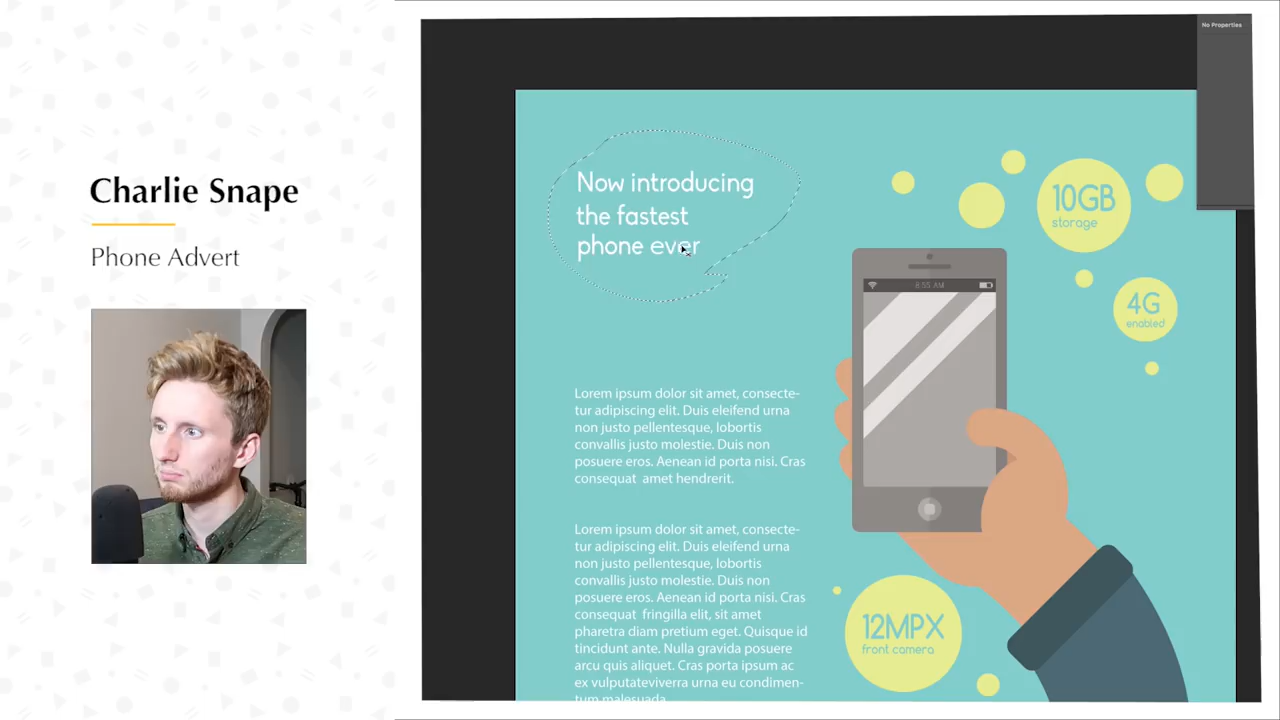 Charlie Snape
Phone Advert
No Properties
Now introducing
the fastest
phone ever
10GB
storage
8:55 AM
4G
enabled
Lorem ipsum dolor sit amet, consecte-
tur adipiscing elit. Duis eleifend urna
non justo pellentesque, lobortis
convallis justo molestie. Duis non
posuere eros. Aenean id porta nisi. Cras
consequat amet hendrerit.
Lorem ipsum dolor sit amet, consecte-
tur adipiscing elit. Duis eleifend urna
non justo pellentesque, lobortis
convallis justo molestie. Duis non
posuere eros. Aenean id porta nisi. Cras
consequat fringilla elit, sit amet
pharetra diam pretium eget. Quisque id
tincidunt ante. Nulla gravida posuere
arcu quis aliquet. Cras porta ipsum ac
ex vulputateviverra urna eu condimen-
tum malesuada
12MPX
front camera